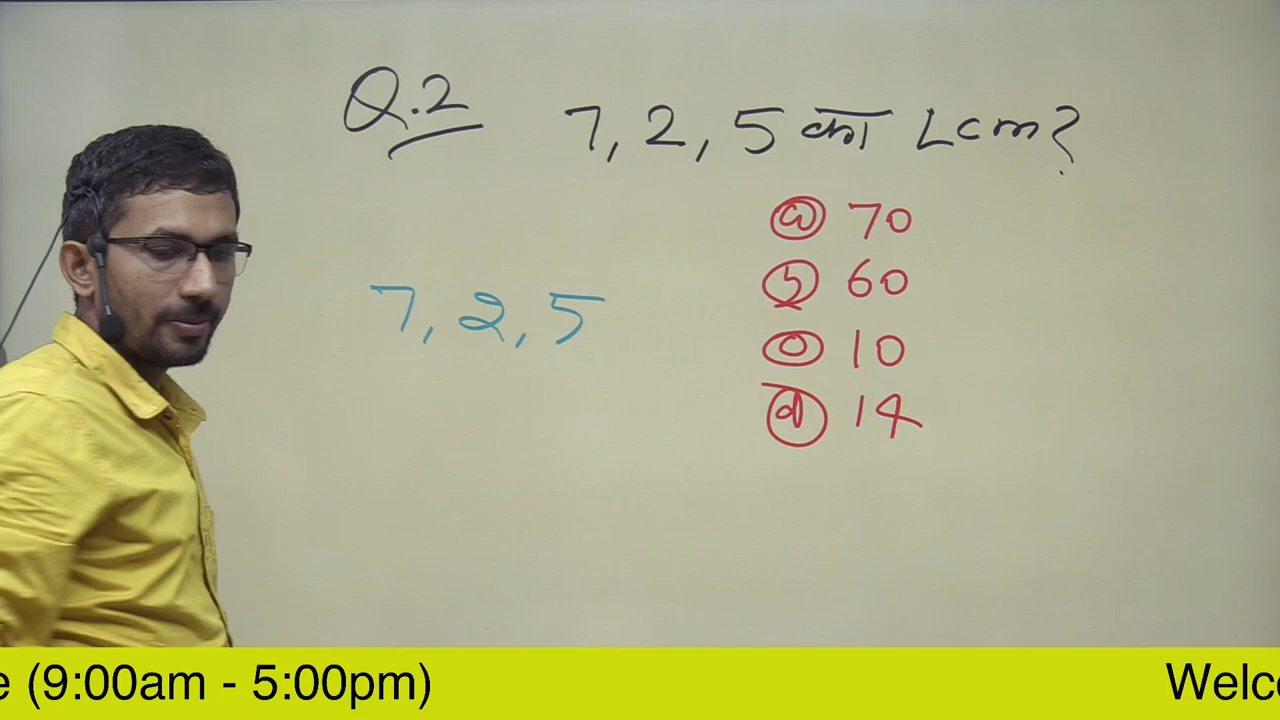 Q.2 7, 2, 5 का Lcm?
7, 2, 5
a 70
b 60
c 10
d 14
e (9:00am - 5:00pm) Welc